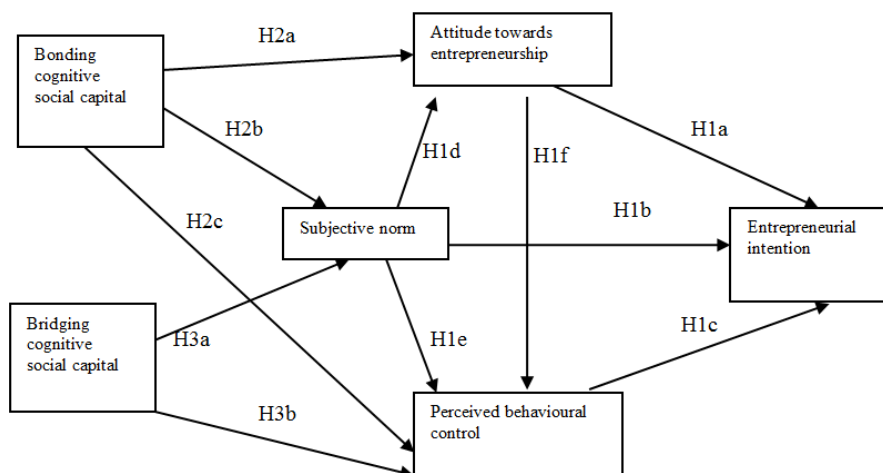 Bonding
cognitive
social capital
H2a
Attitude towards
entrepreneurship
H2b
H1d
H1f
H1a
H2c
Subjective norm
H1b
Entrepreneurial
intention
Bridging
cognitive
social capital
H3a
H1e
H1c
H3b
Perceived behavioural
control